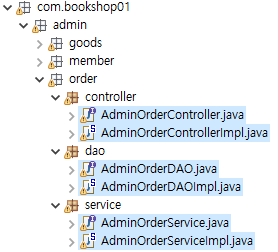 com.bookshop01
admin
goods
member
order
controller
AdminOrderController.java
AdminOrderControllerImpl.java
dao
AdminOrderDAO.java
AdminOrderDAOImpl.java
service
AdminOrderService.java
AdminOrderServiceImpl.java